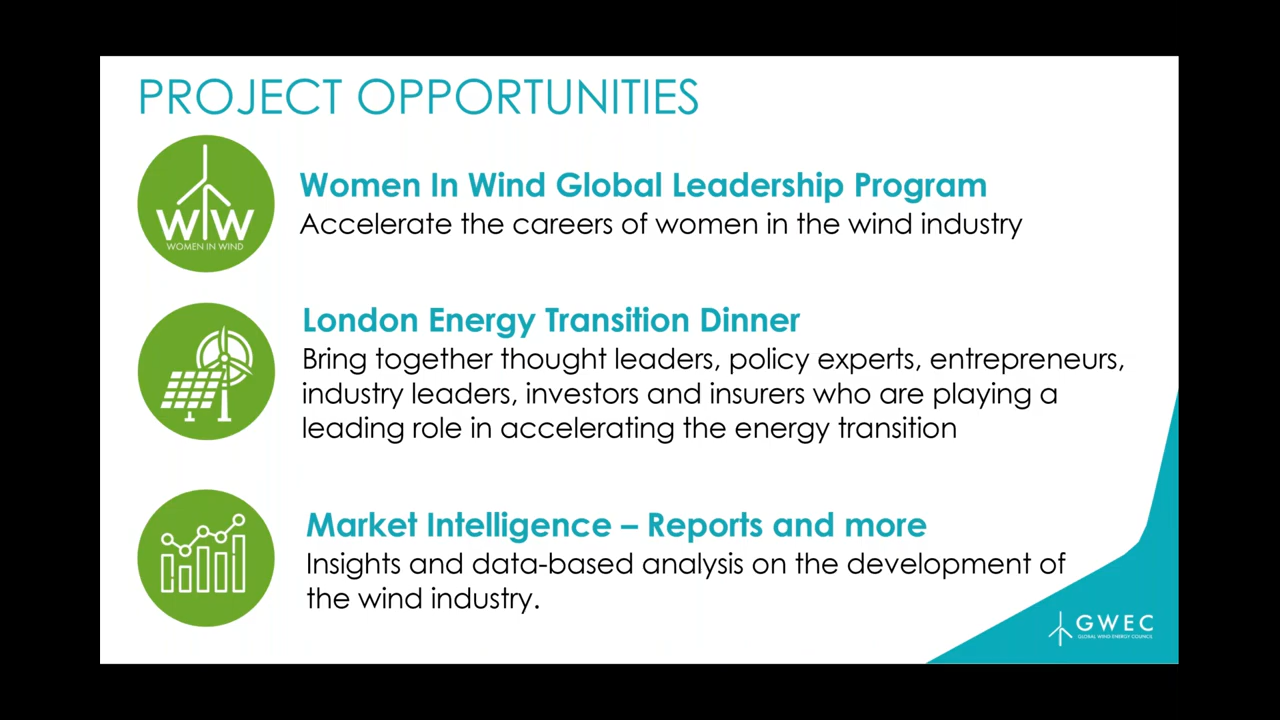 PROJECT OPPORTUNITIES
WIW
WOMEN IN WIND
Women In Wind Global Leadership Program
Accelerate the careers of women in the wind industry
London Energy Transition Dinner
Bring together thought leaders, policy experts, entrepreneurs,
industry leaders, investors and insurers who are playing a
leading role in accelerating the energy transition
Market Intelligence – Reports and more
Insights and data-based analysis on the development of
the wind industry.
GWEC
GLOBAL WIND ENERGY COUNCIL